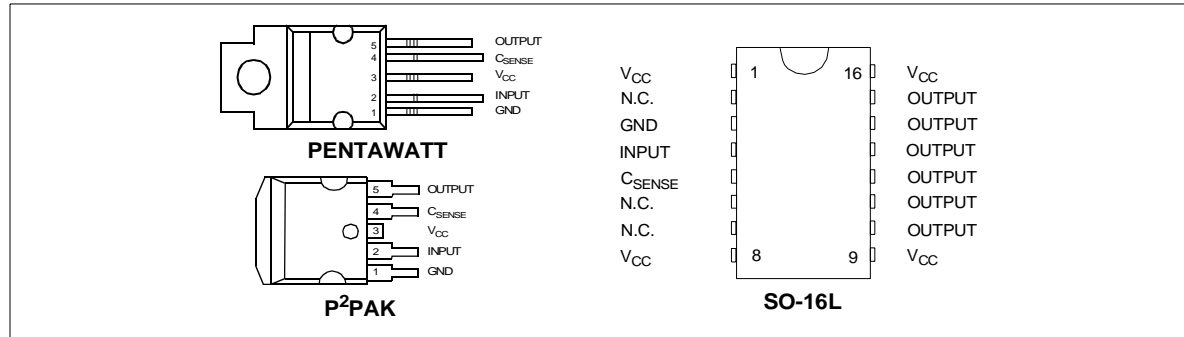 5 OUTPUT
4 CSENSE
3 VCC
2 INPUT
1 GND
PENTAWATT
5 OUTPUT
4 CSENSE
3 VCC
2 INPUT
1 GND
P²PAK
VCC 1 16 VCC
N.C. OUTPUT
GND OUTPUT
INPUT OUTPUT
CSENSE OUTPUT
N.C. OUTPUT
N.C. OUTPUT
VCC 8 9 VCC
SO-16L